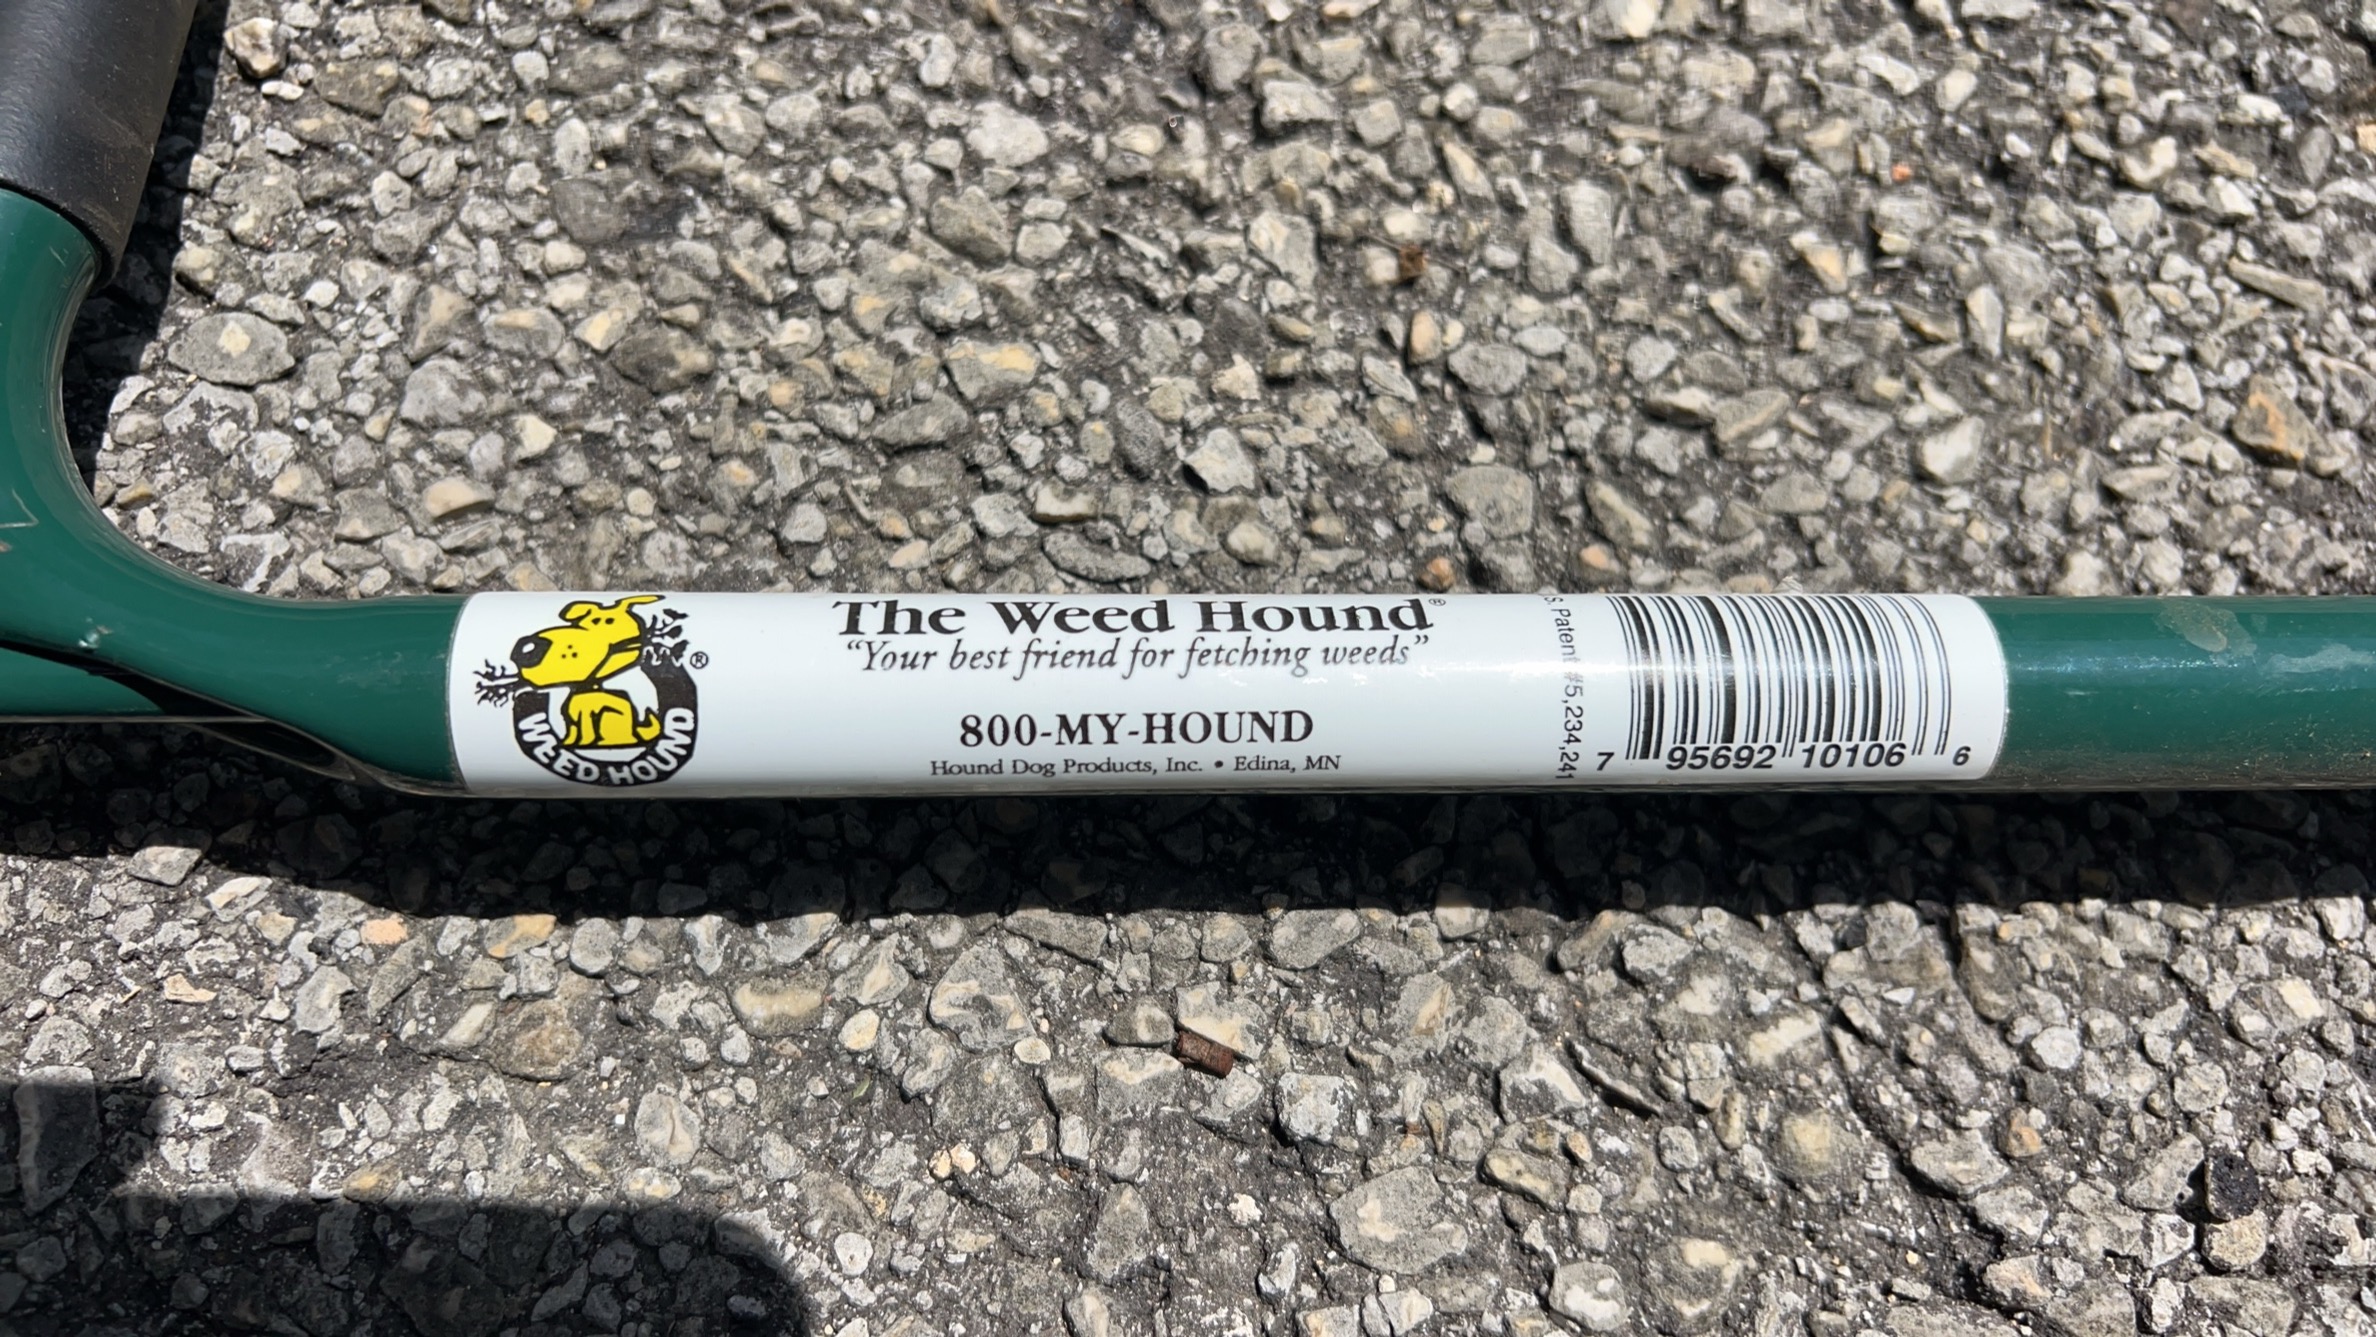 WEED HOUND
®
The Weed Hound®
“Your best friend for fetching weeds”
800-MY-HOUND
Hound Dog Products, Inc. • Edina, MN
S. Patent #5,234,241
7 95692 10106 6